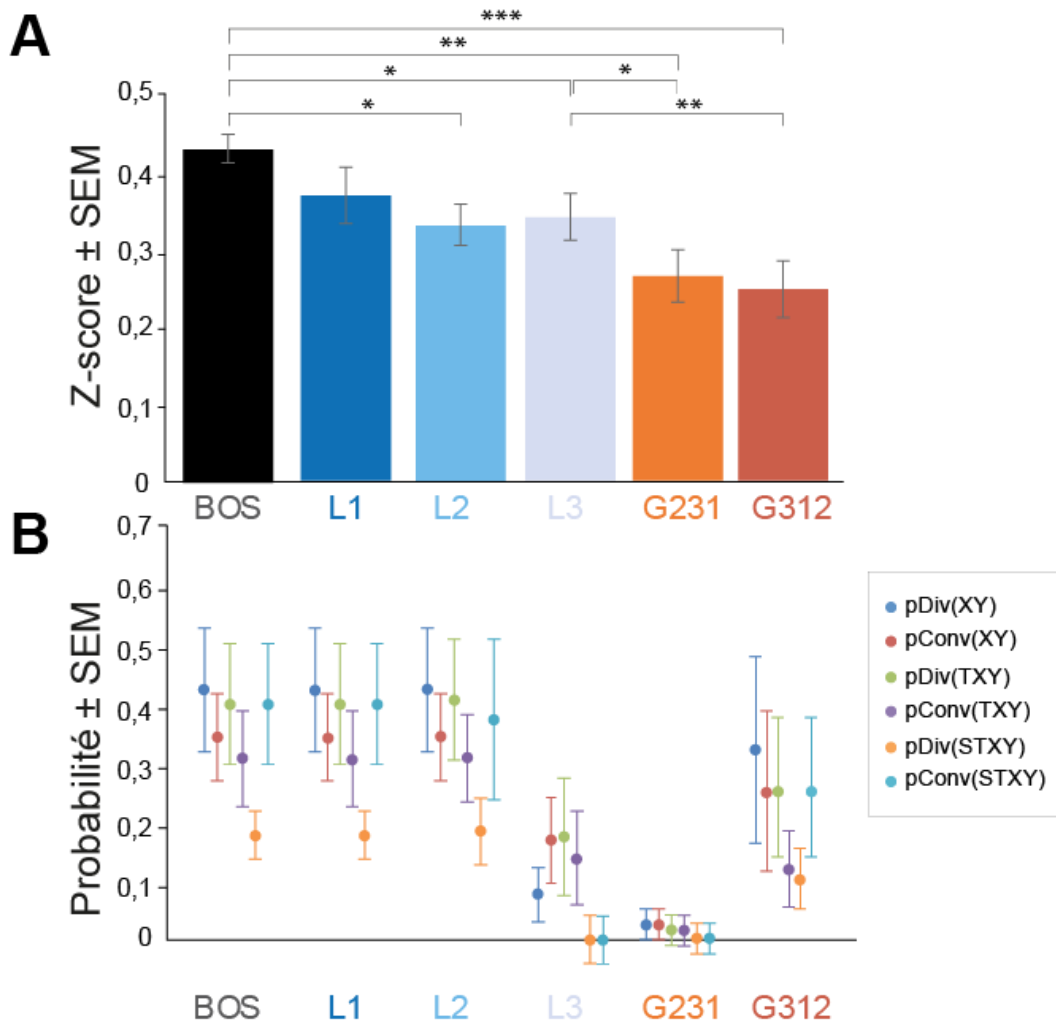 A
***
**
*
*
*
**
Z-score ± SEM
0,5
0,4
0,3
0,2
0,1
0
BOS L1 L2 L3 G231 G312
B
Probabilité ± SEM
0,7
0,6
0,5
0,4
0,3
0,2
0,1
0
BOS L1 L2 L3 G231 G312
pDiv(XY)
pConv(XY)
pDiv(TXY)
pConv(TXY)
pDiv(STXY)
pConv(STXY)